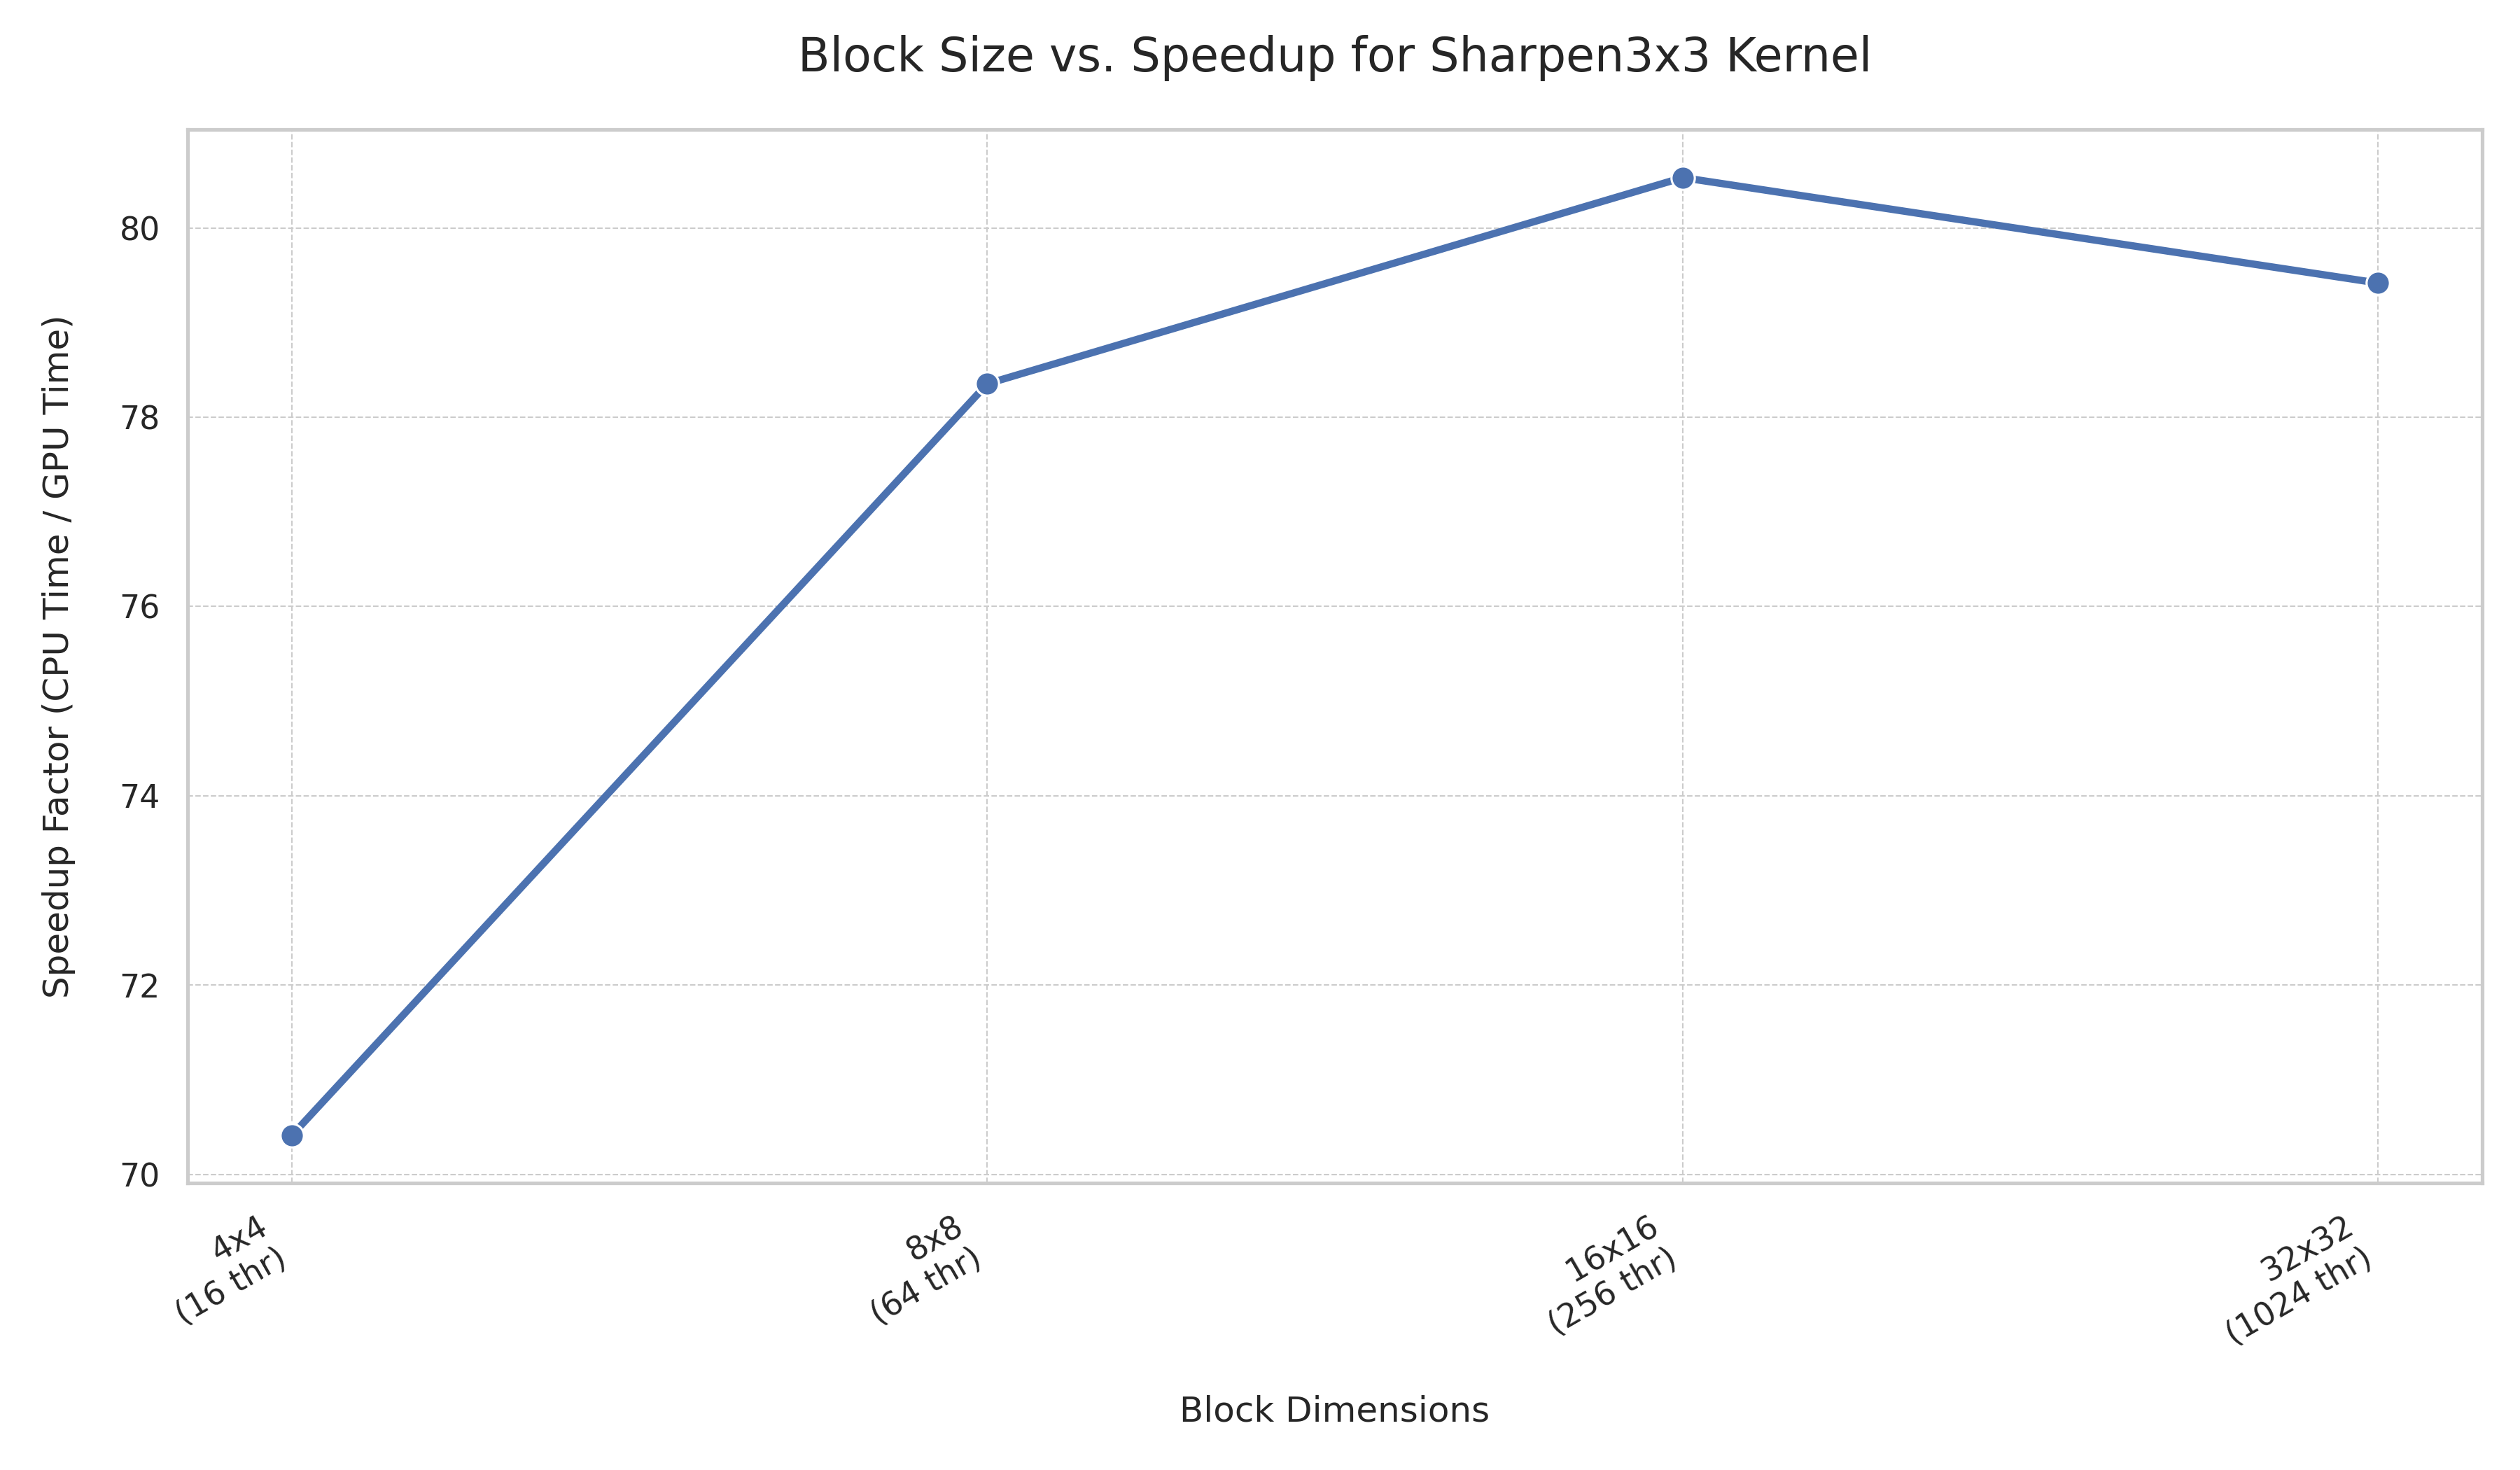 Block Size vs. Speedup for Sharpen3x3 Kernel
Speedup Factor (CPU Time / GPU Time)
80
78
76
74
72
70
4x4
(16 thr)
8x8
(64 thr)
16x16
(256 thr)
32x32
(1024 thr)
Block Dimensions